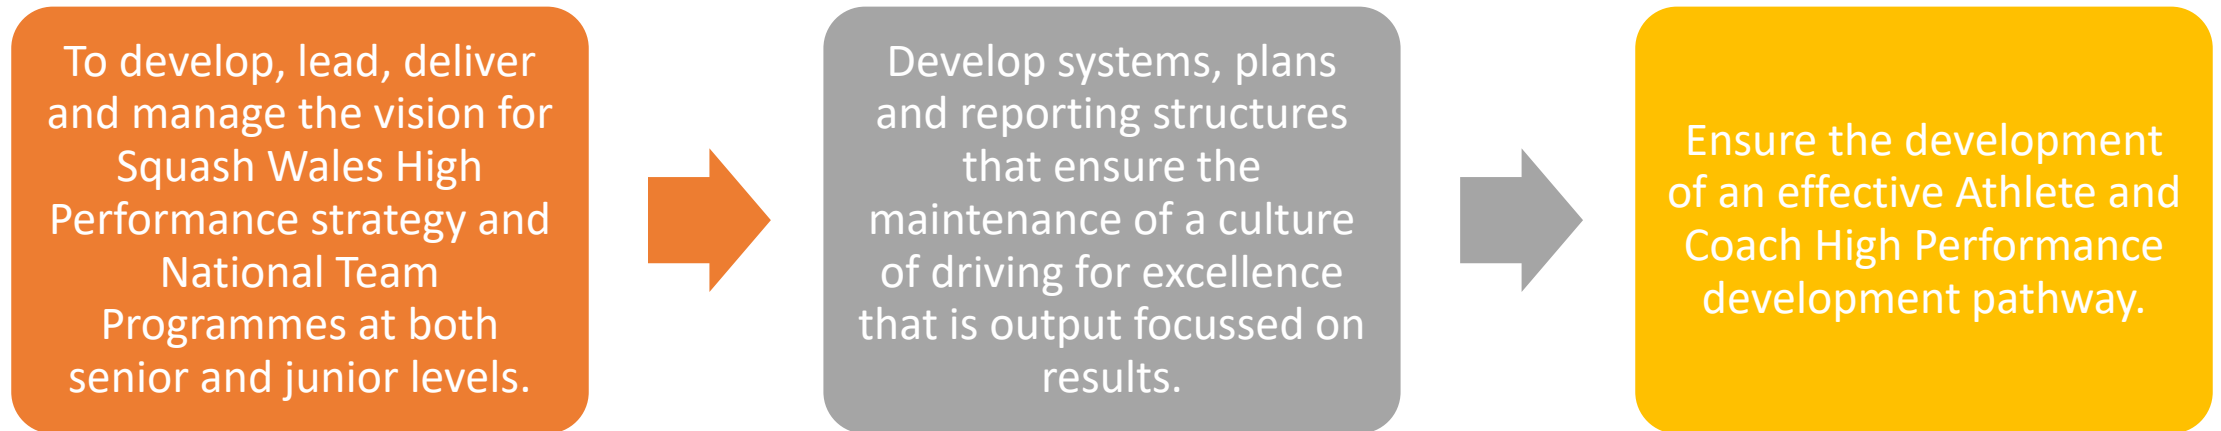 To develop, lead, deliver
and manage the vision for
Squash Wales High
Performance strategy and
National Team
Programmes at both
senior and junior levels.
Develop systems, plans
and reporting structures
that ensure the
maintenance of a culture
of driving for excellence
that is output focussed on
results.
Ensure the development
of an effective Athlete and
Coach High Performance
development pathway.